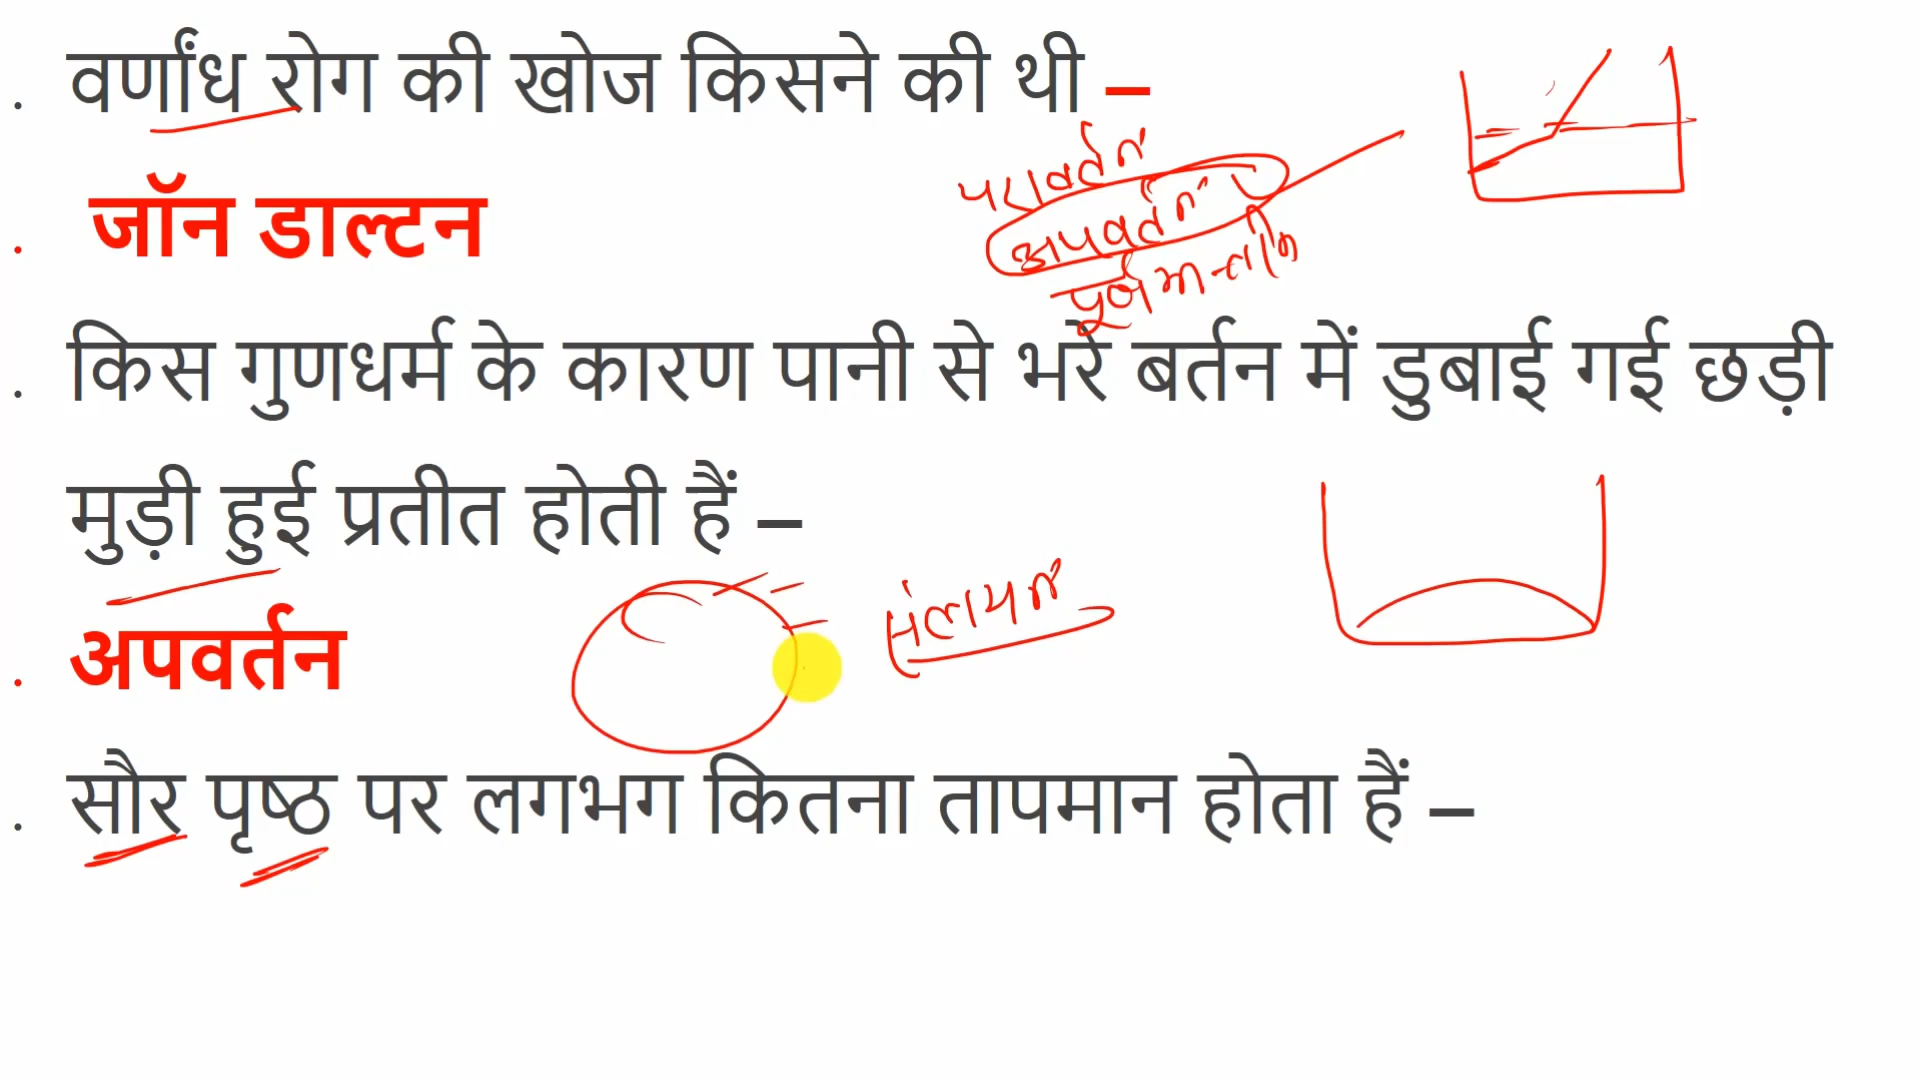 वर्णांध रोग की खोज किसने की थी –
परावर्तन
जॉन डाल्टन
अपवर्तन
पूर्ण आन्तरिक
किस गुणधर्म के कारण पानी से भरे बर्तन में डुबाई गई छड़ी
मुड़ी हुई प्रतीत होती हैं –
संलयन
अपवर्तन
सौर पृष्ठ पर लगभग कितना तापमान होता हैं –